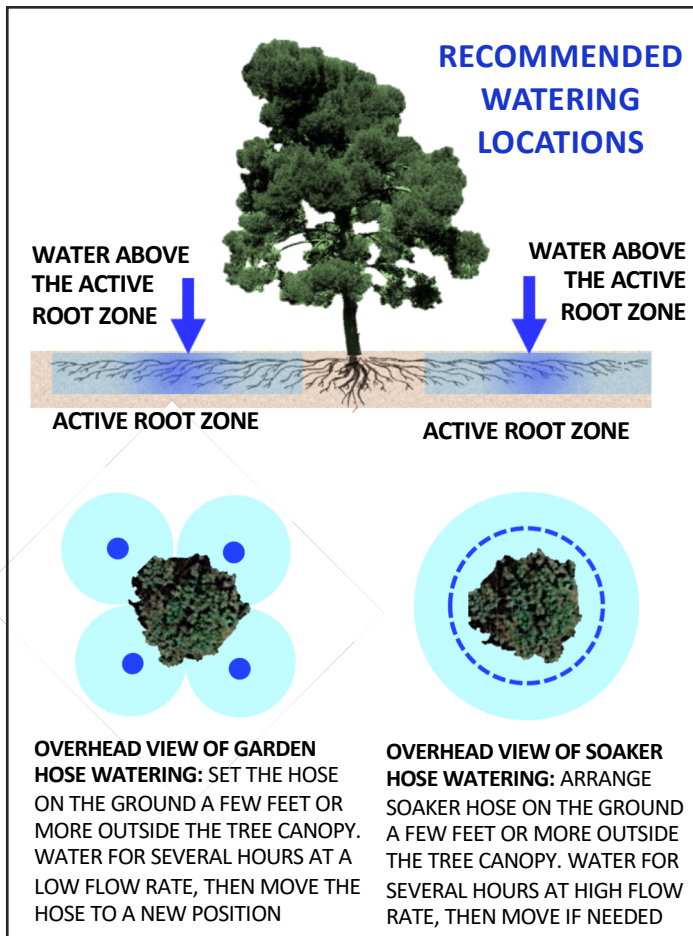 RECOMMENDED
WATERING
LOCATIONS
WATER ABOVE
THE ACTIVE
ROOT ZONE
WATER ABOVE
THE ACTIVE
ROOT ZONE
ACTIVE ROOT ZONE
ACTIVE ROOT ZONE
OVERHEAD VIEW OF GARDEN
HOSE WATERING: SET THE HOSE
ON THE GROUND A FEW FEET OR
MORE OUTSIDE THE TREE CANOPY.
WATER FOR SEVERAL HOURS AT A
LOW FLOW RATE, THEN MOVE THE
HOSE TO A NEW POSITION
OVERHEAD VIEW OF SOAKER
HOSE WATERING: ARRANGE
SOAKER HOSE ON THE GROUND
A FEW FEET OR MORE OUTSIDE
THE TREE CANOPY. WATER FOR
SEVERAL HOURS AT HIGH FLOW
RATE, THEN MOVE IF NEEDED